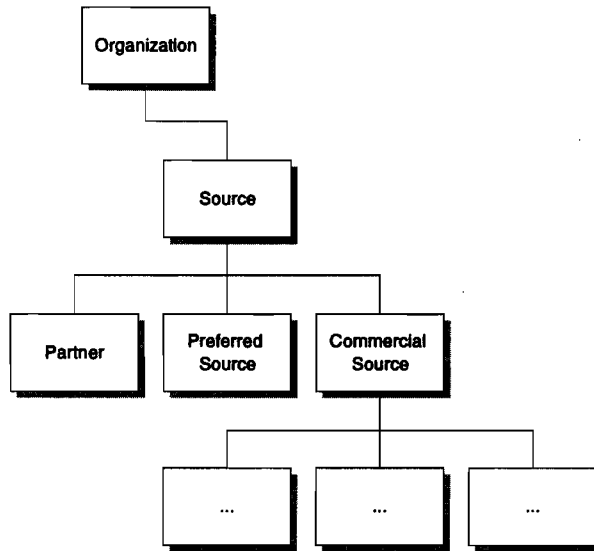 Organization
Source
Partner
Preferred
Source
Commercial
Source
...
...
...